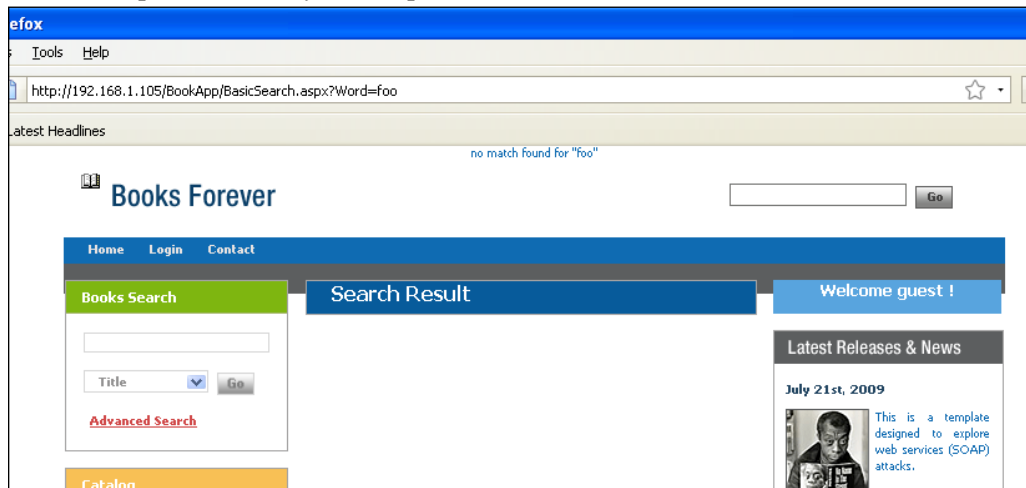 efox
Tools Help
http://192.168.1.105/BookApp/BasicSearch.aspx?Word=foo
Latest Headlines
no match found for "foo"
Books Forever
Go
Home Login Contact
Books Search
Search Result
Welcome guest !
Title
Go
Advanced Search
Latest Releases & News
July 21st, 2009
This is a template
designed to explore
web services (SOAP)
attacks.
Catalog